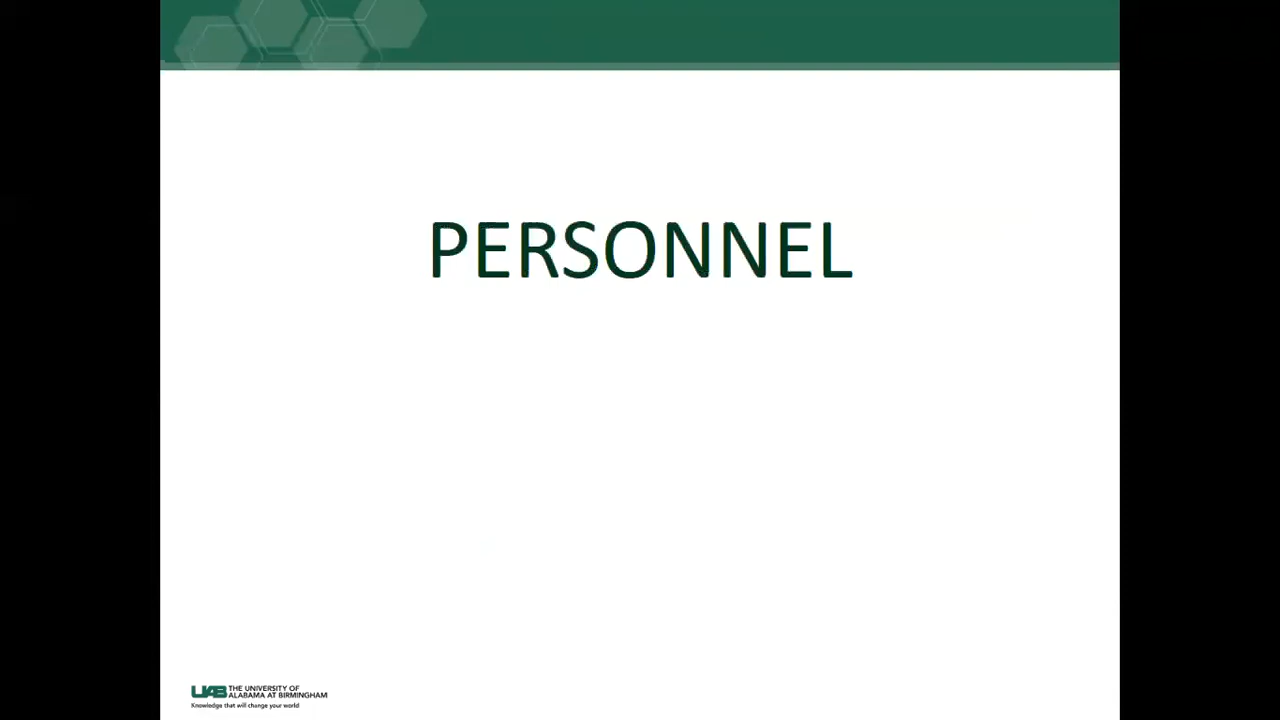 PERSONNEL
UAB THE UNIVERSITY OF
ALABAMA AT BIRMINGHAM
Knowledge that will change your world